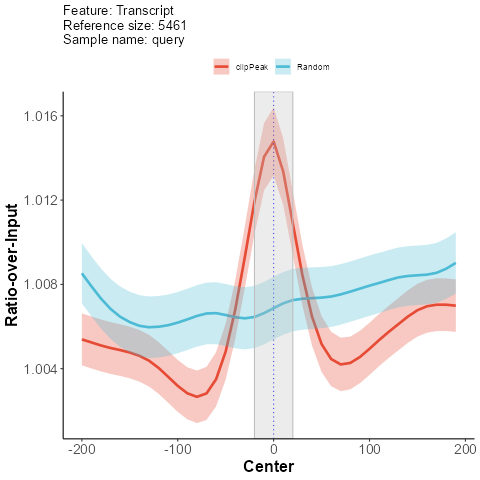 Feature: Transcript
Reference size: 5461
Sample name: query
clipPeak Random
1.016
1.012
1.008
1.004
Ratio-over-Input
-200 -100 0 100 200
Center